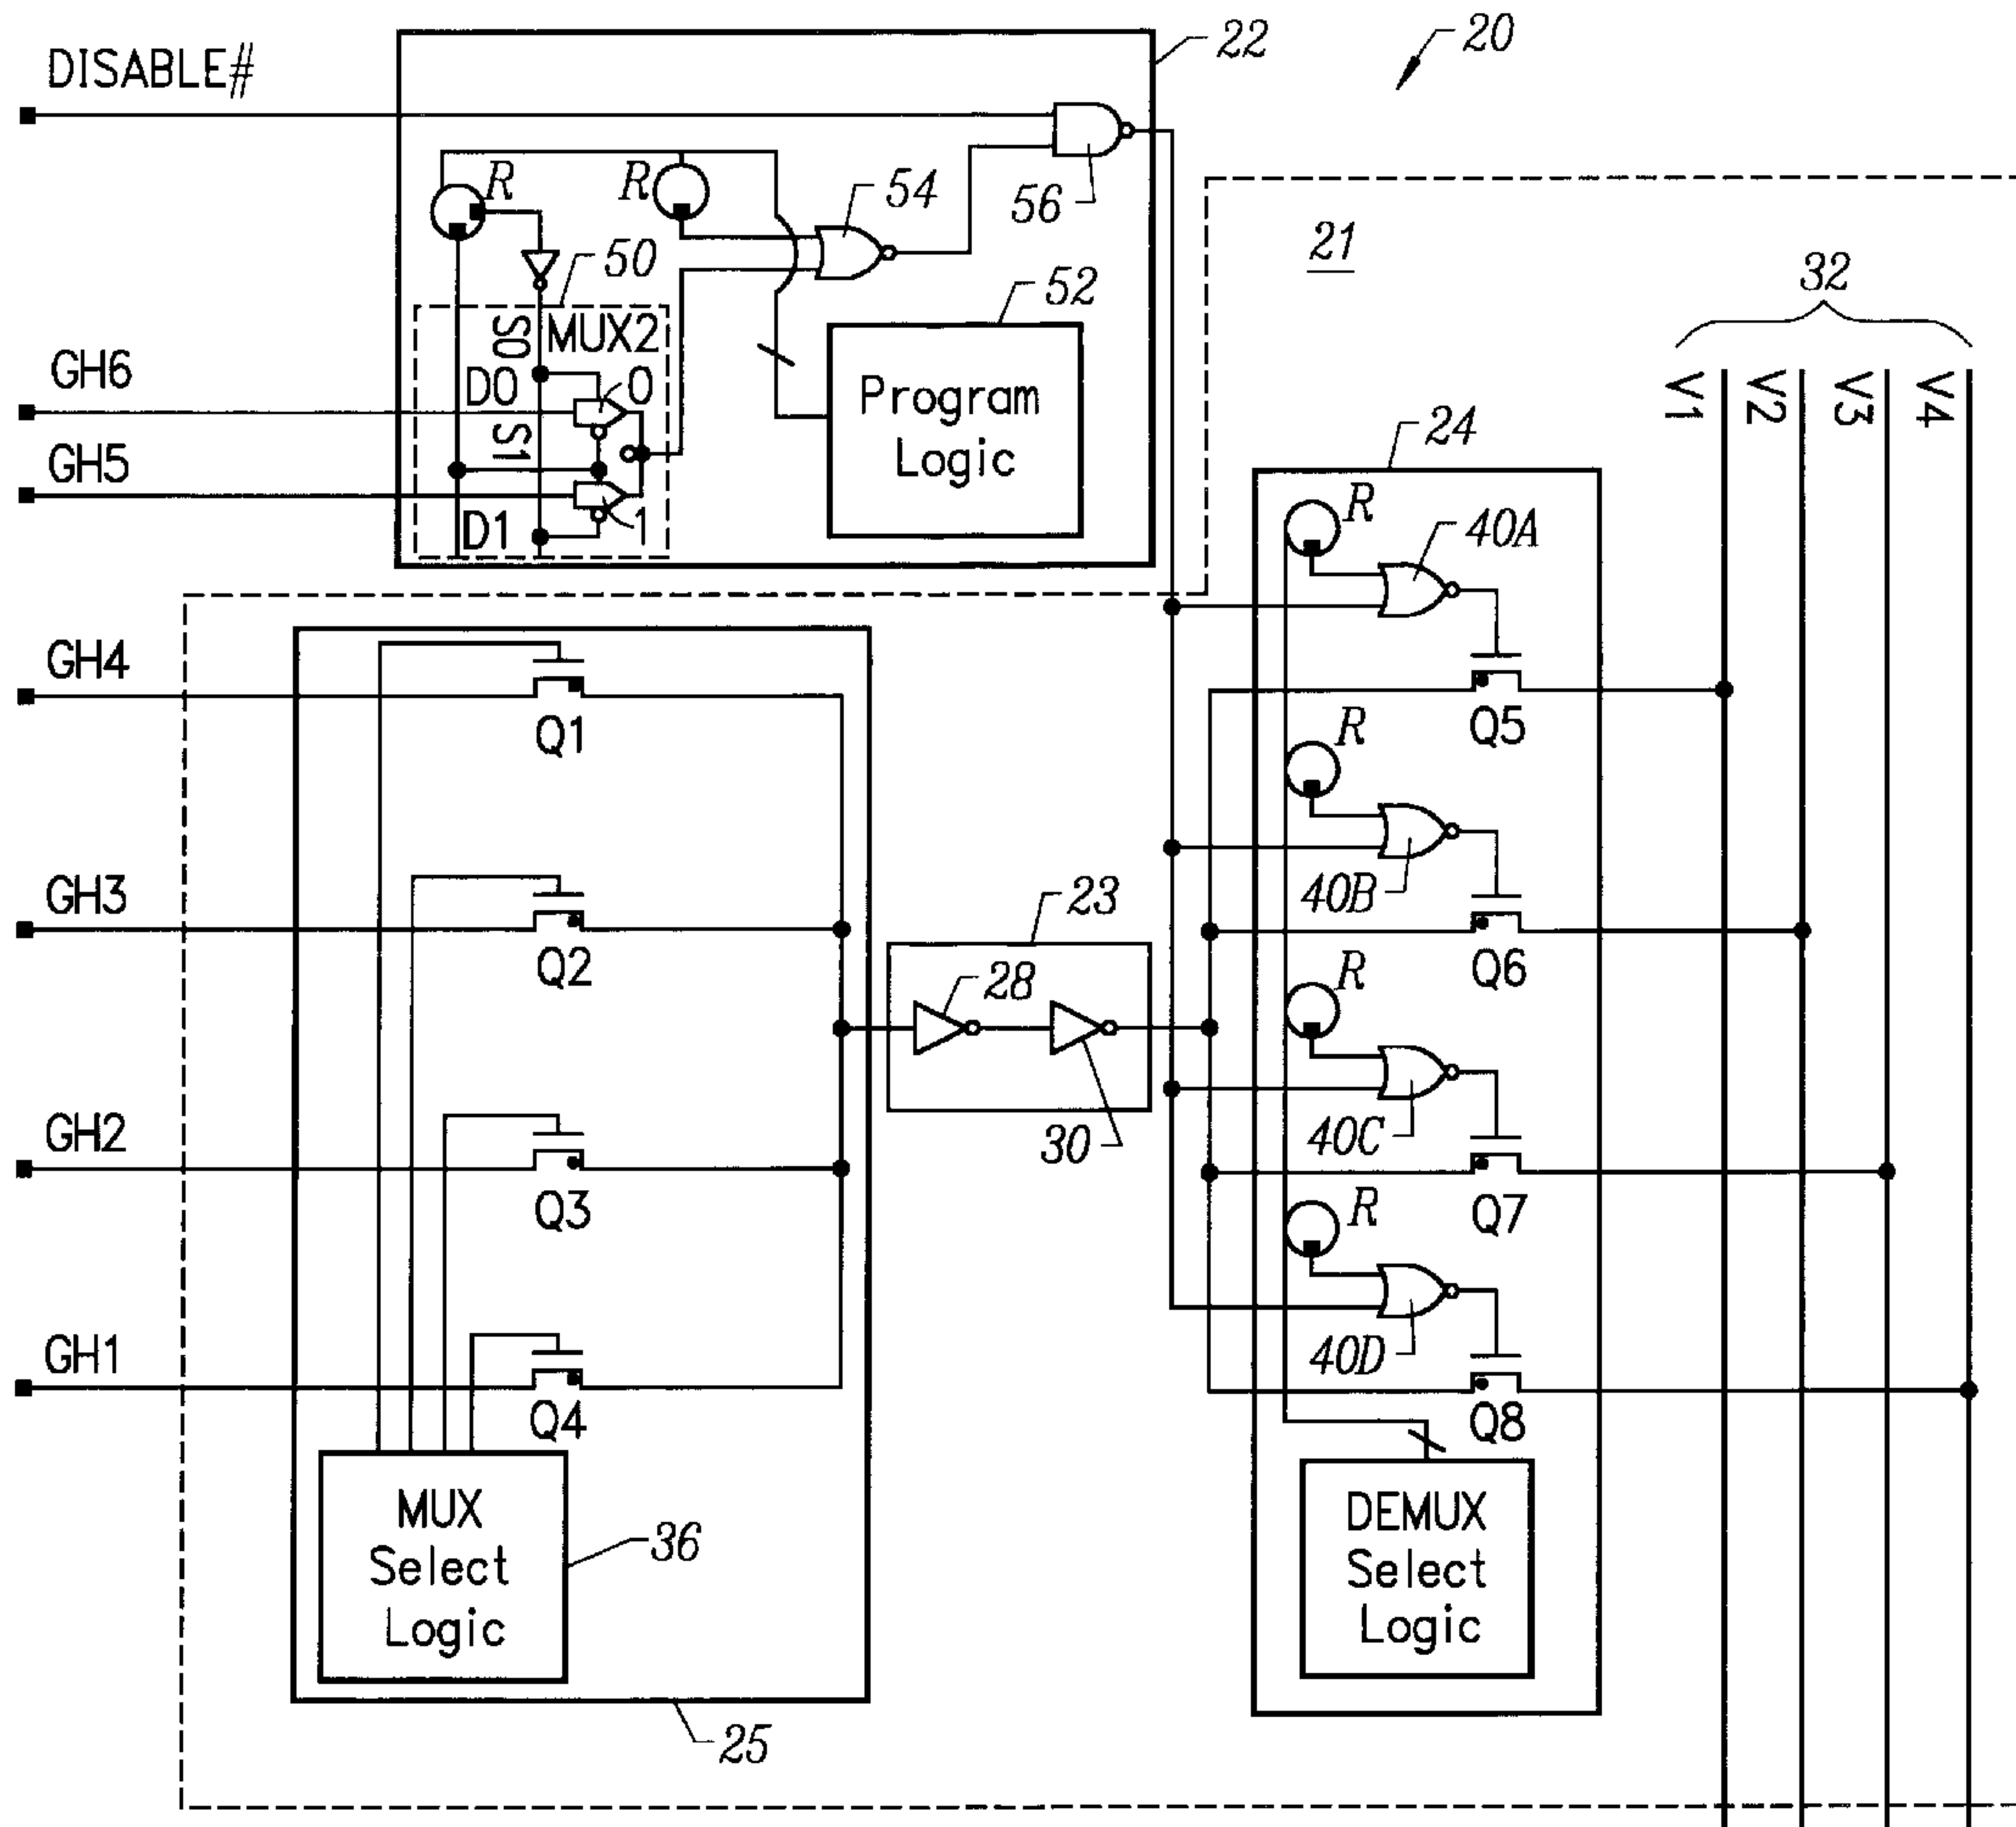 DISABLE#
22
20
R
R
54
56
50
21
52
32
S0
MUX2
GH6
D0
0
V1
V2
V3
V4
S1
Program
Logic
24
GH5
D1
1
R
40A
GH4
Q1
Q5
R
GH3
23
40B
Q2
28
R
Q6
GH2
30
40C
Q3
R
Q7
GH1
40D
Q4
Q8
MUX
Select
Logic
36
DEMUX
Select
Logic
25